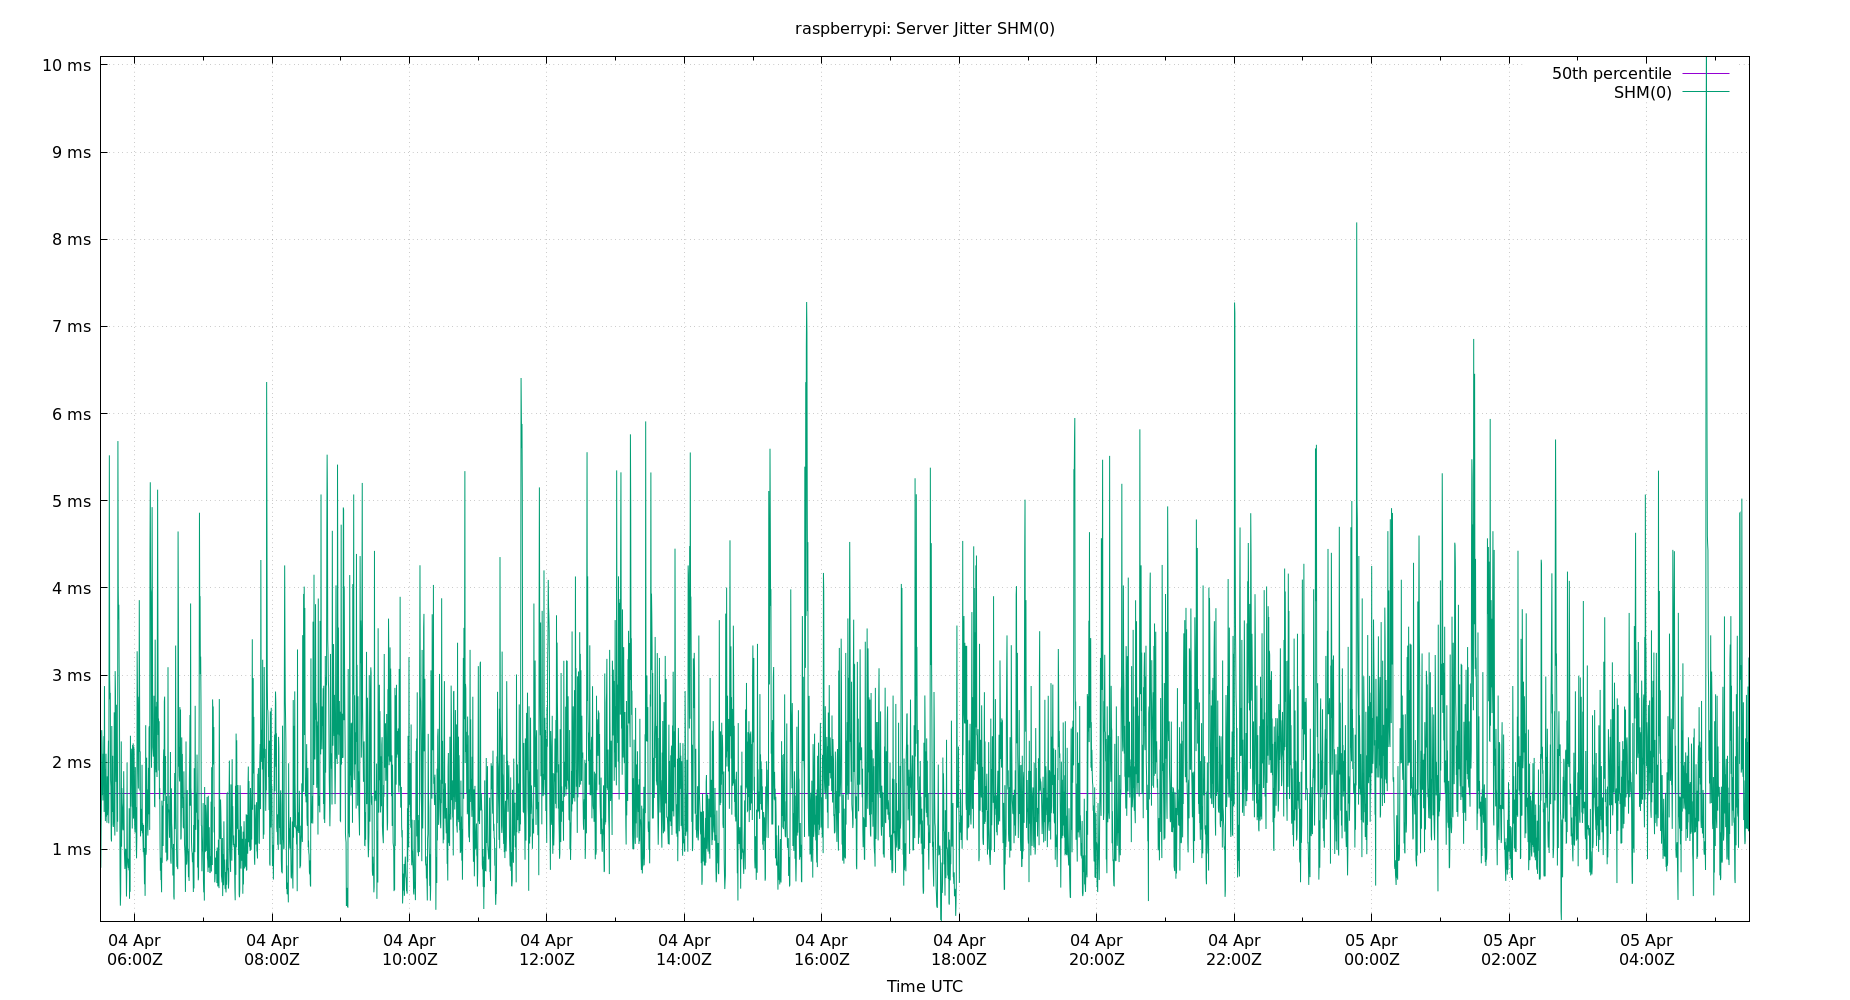 raspberrypi: Server Jitter SHM(0)
10 ms
9 ms
8 ms
7 ms
6 ms
5 ms
4 ms
3 ms
2 ms
1 ms
50th percentile
SHM(0)
04 Apr 04 Apr 04 Apr 04 Apr 04 Apr 04 Apr 04 Apr 04 Apr 04 Apr 05 Apr 05 Apr 05 Apr
06:00Z 08:00Z 10:00Z 12:00Z 14:00Z 16:00Z 18:00Z 20:00Z 22:00Z 00:00Z 02:00Z 04:00Z
Time UTC